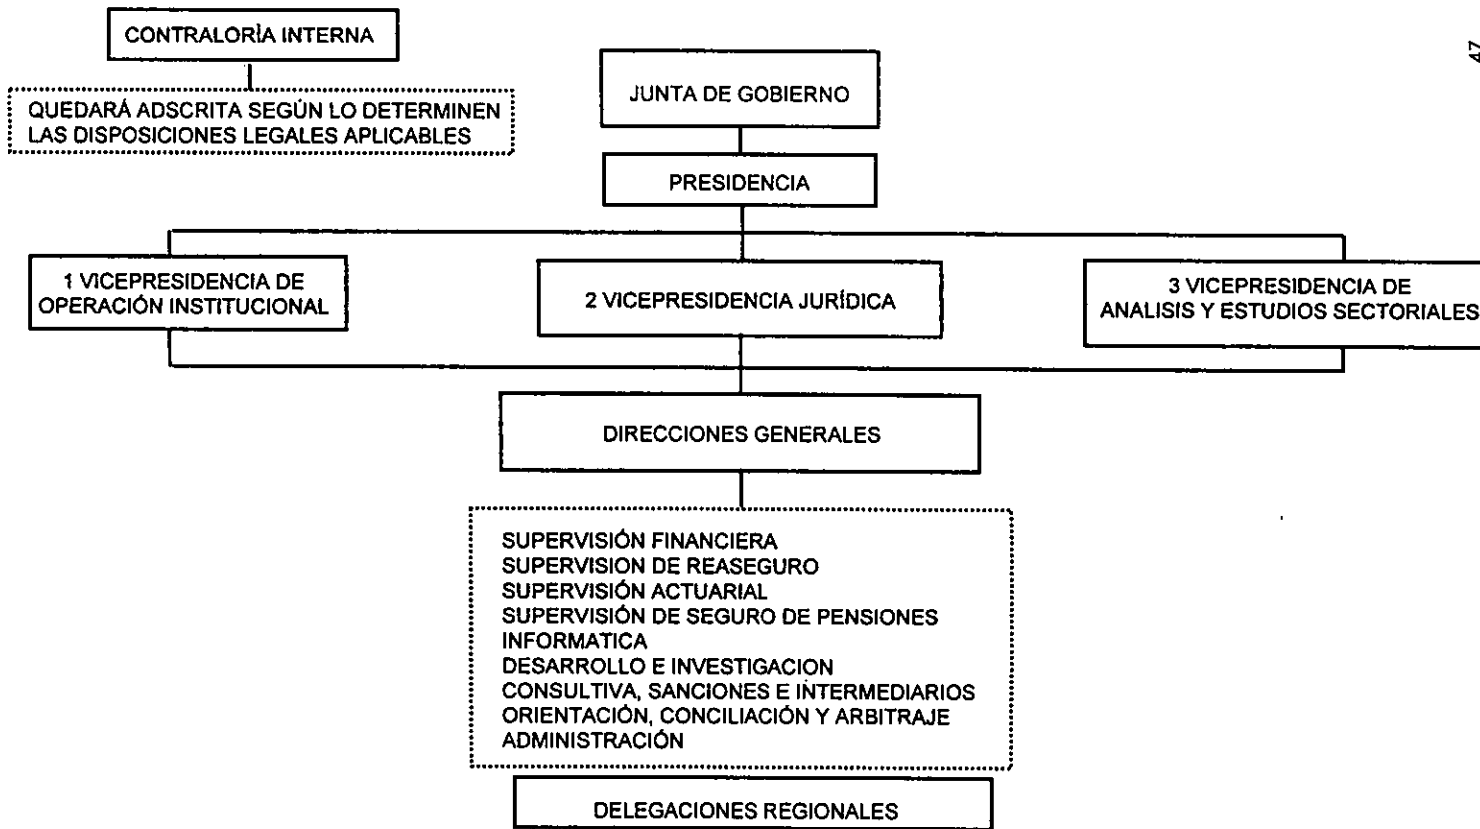 CONTRALORÍA INTERNA
QUEDARÁ ADSCRITA SEGÚN LO DETERMINEN
LAS DISPOSICIONES LEGALES APLICABLES
47
JUNTA DE GOBIERNO
PRESIDENCIA
1 VICEPRESIDENCIA DE
OPERACIÓN INSTITUCIONAL
2 VICEPRESIDENCIA JURÍDICA
3 VICEPRESIDENCIA DE
ANALISIS Y ESTUDIOS SECTORIALES
DIRECCIONES GENERALES
SUPERVISIÓN FINANCIERA
SUPERVISION DE REASEGURO
SUPERVISIÓN ACTUARIAL
SUPERVISIÓN DE SEGURO DE PENSIONES
INFORMATICA
DESARROLLO E INVESTIGACION
CONSULTIVA, SANCIONES E INTERMEDIARIOS
ORIENTACIÓN, CONCILIACIÓN Y ARBITRAJE
ADMINISTRACIÓN
DELEGACIONES REGIONALES